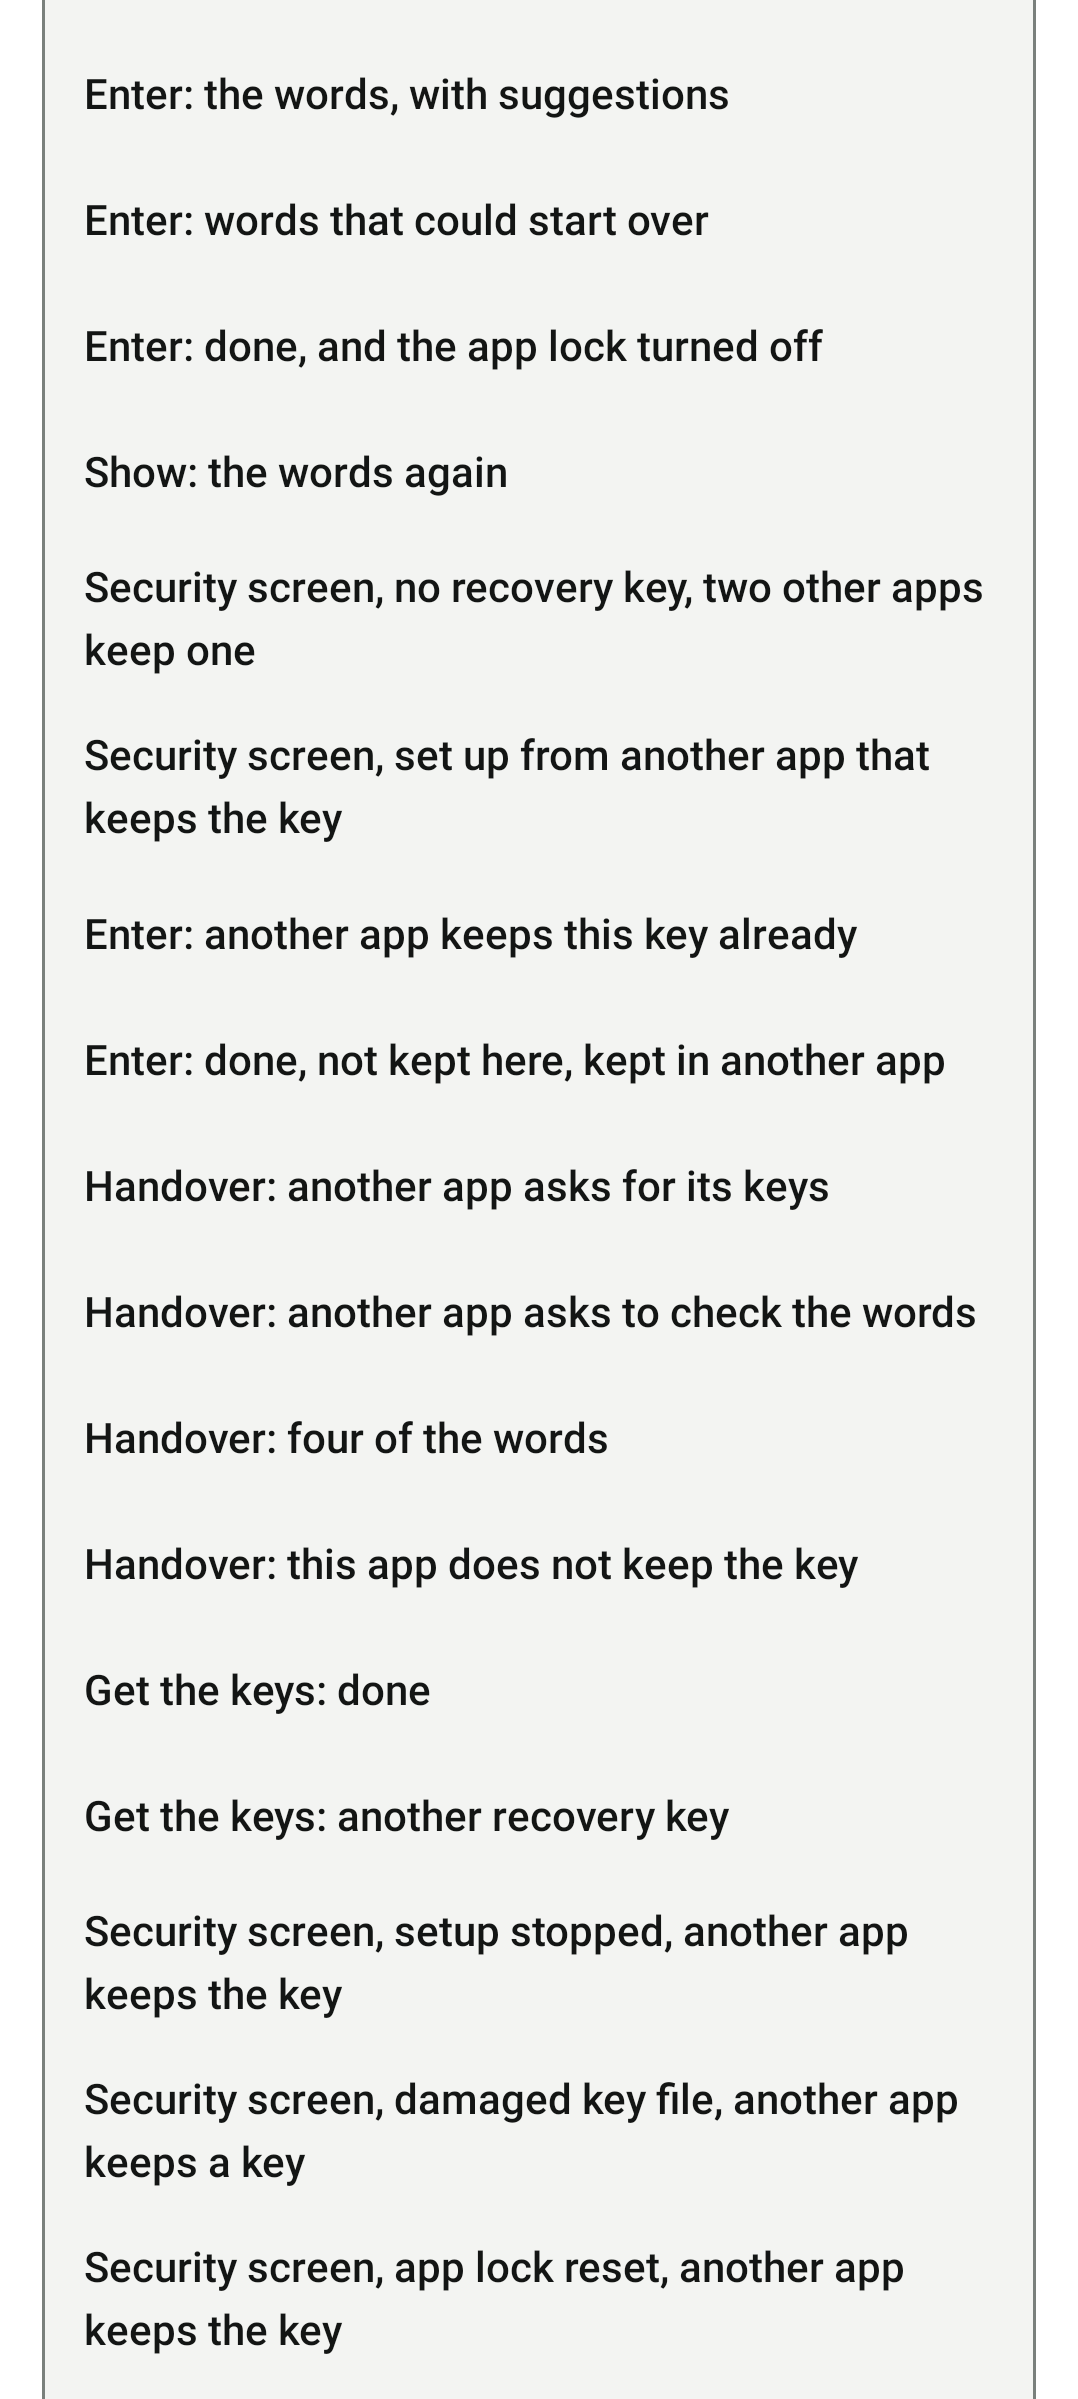 Enter: the words, with suggestions
Enter: words that could start over
Enter: done, and the app lock turned off
Show: the words again
Security screen, no recovery key, two other apps
keep one
Security screen, set up from another app that
keeps the key
Enter: another app keeps this key already
Enter: done, not kept here, kept in another app
Handover: another app asks for its keys
Handover: another app asks to check the words
Handover: four of the words
Handover: this app does not keep the key
Get the keys: done
Get the keys: another recovery key
Security screen, setup stopped, another app
keeps the key
Security screen, damaged key file, another app
keeps a key
Security screen, app lock reset, another app
keeps the key